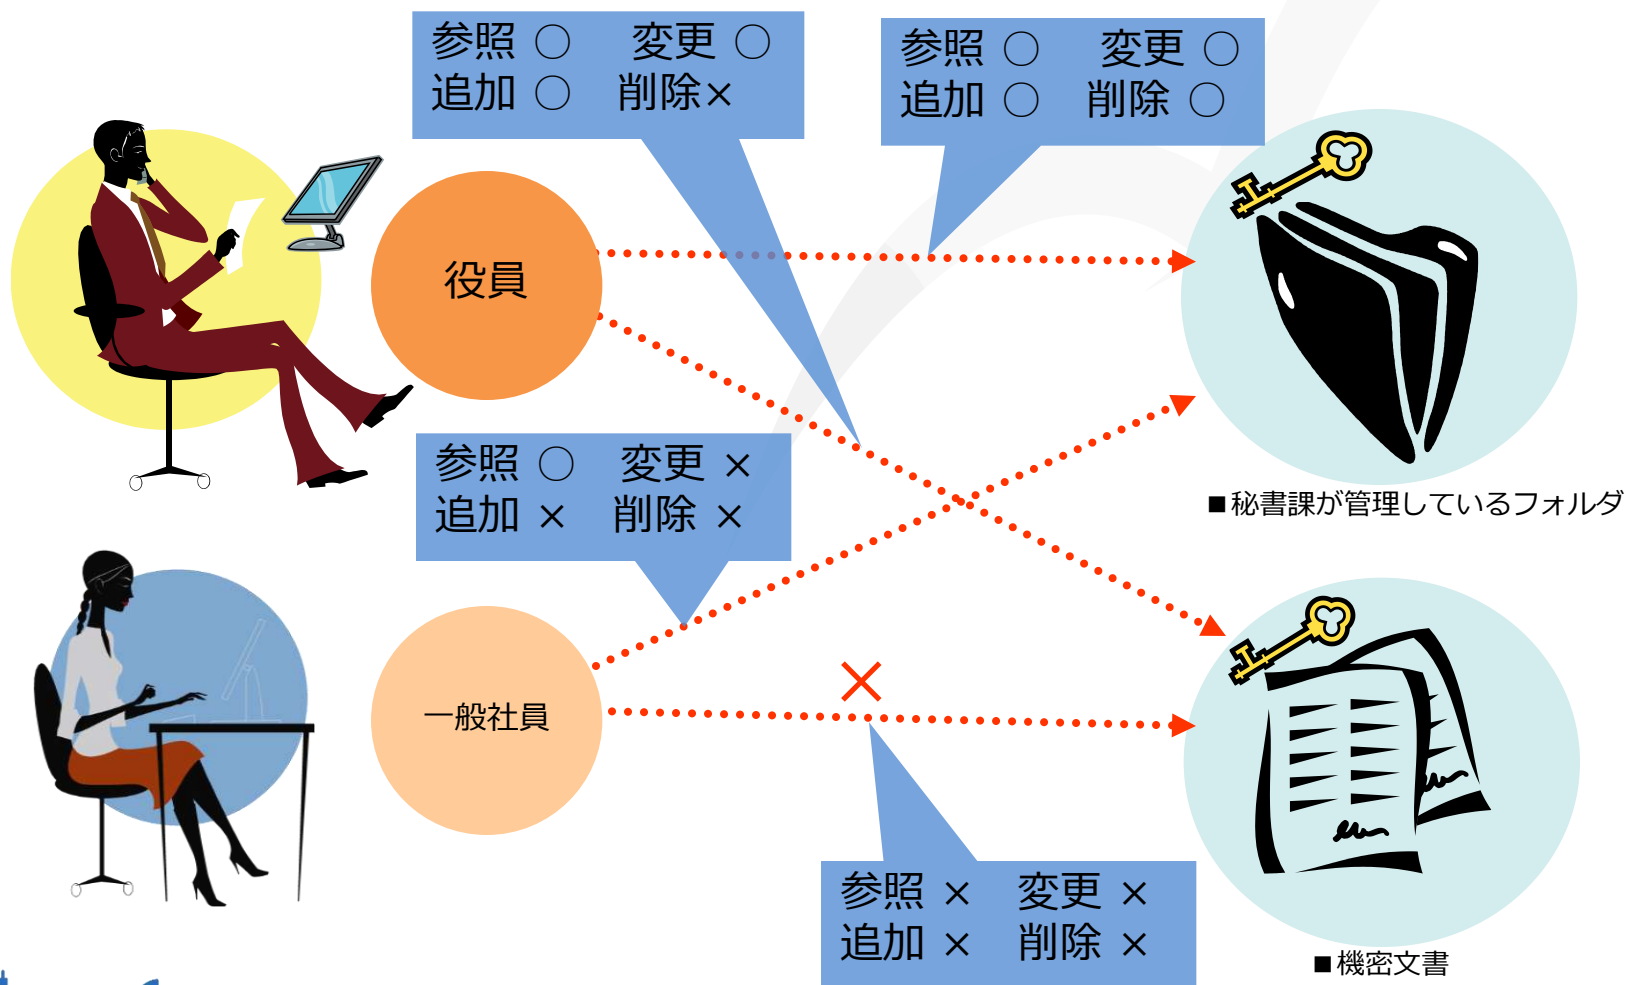 参照 ○ 変更 ○
追加 ○ 削除×
参照 ○ 変更 ○
追加 ○ 削除 ○
役員
参照 ○ 変更 ×
追加 × 削除 ×
■秘書課が管理しているフォルダ
一般社員
×
参照 × 変更 ×
追加 × 削除 ×
■機密文書